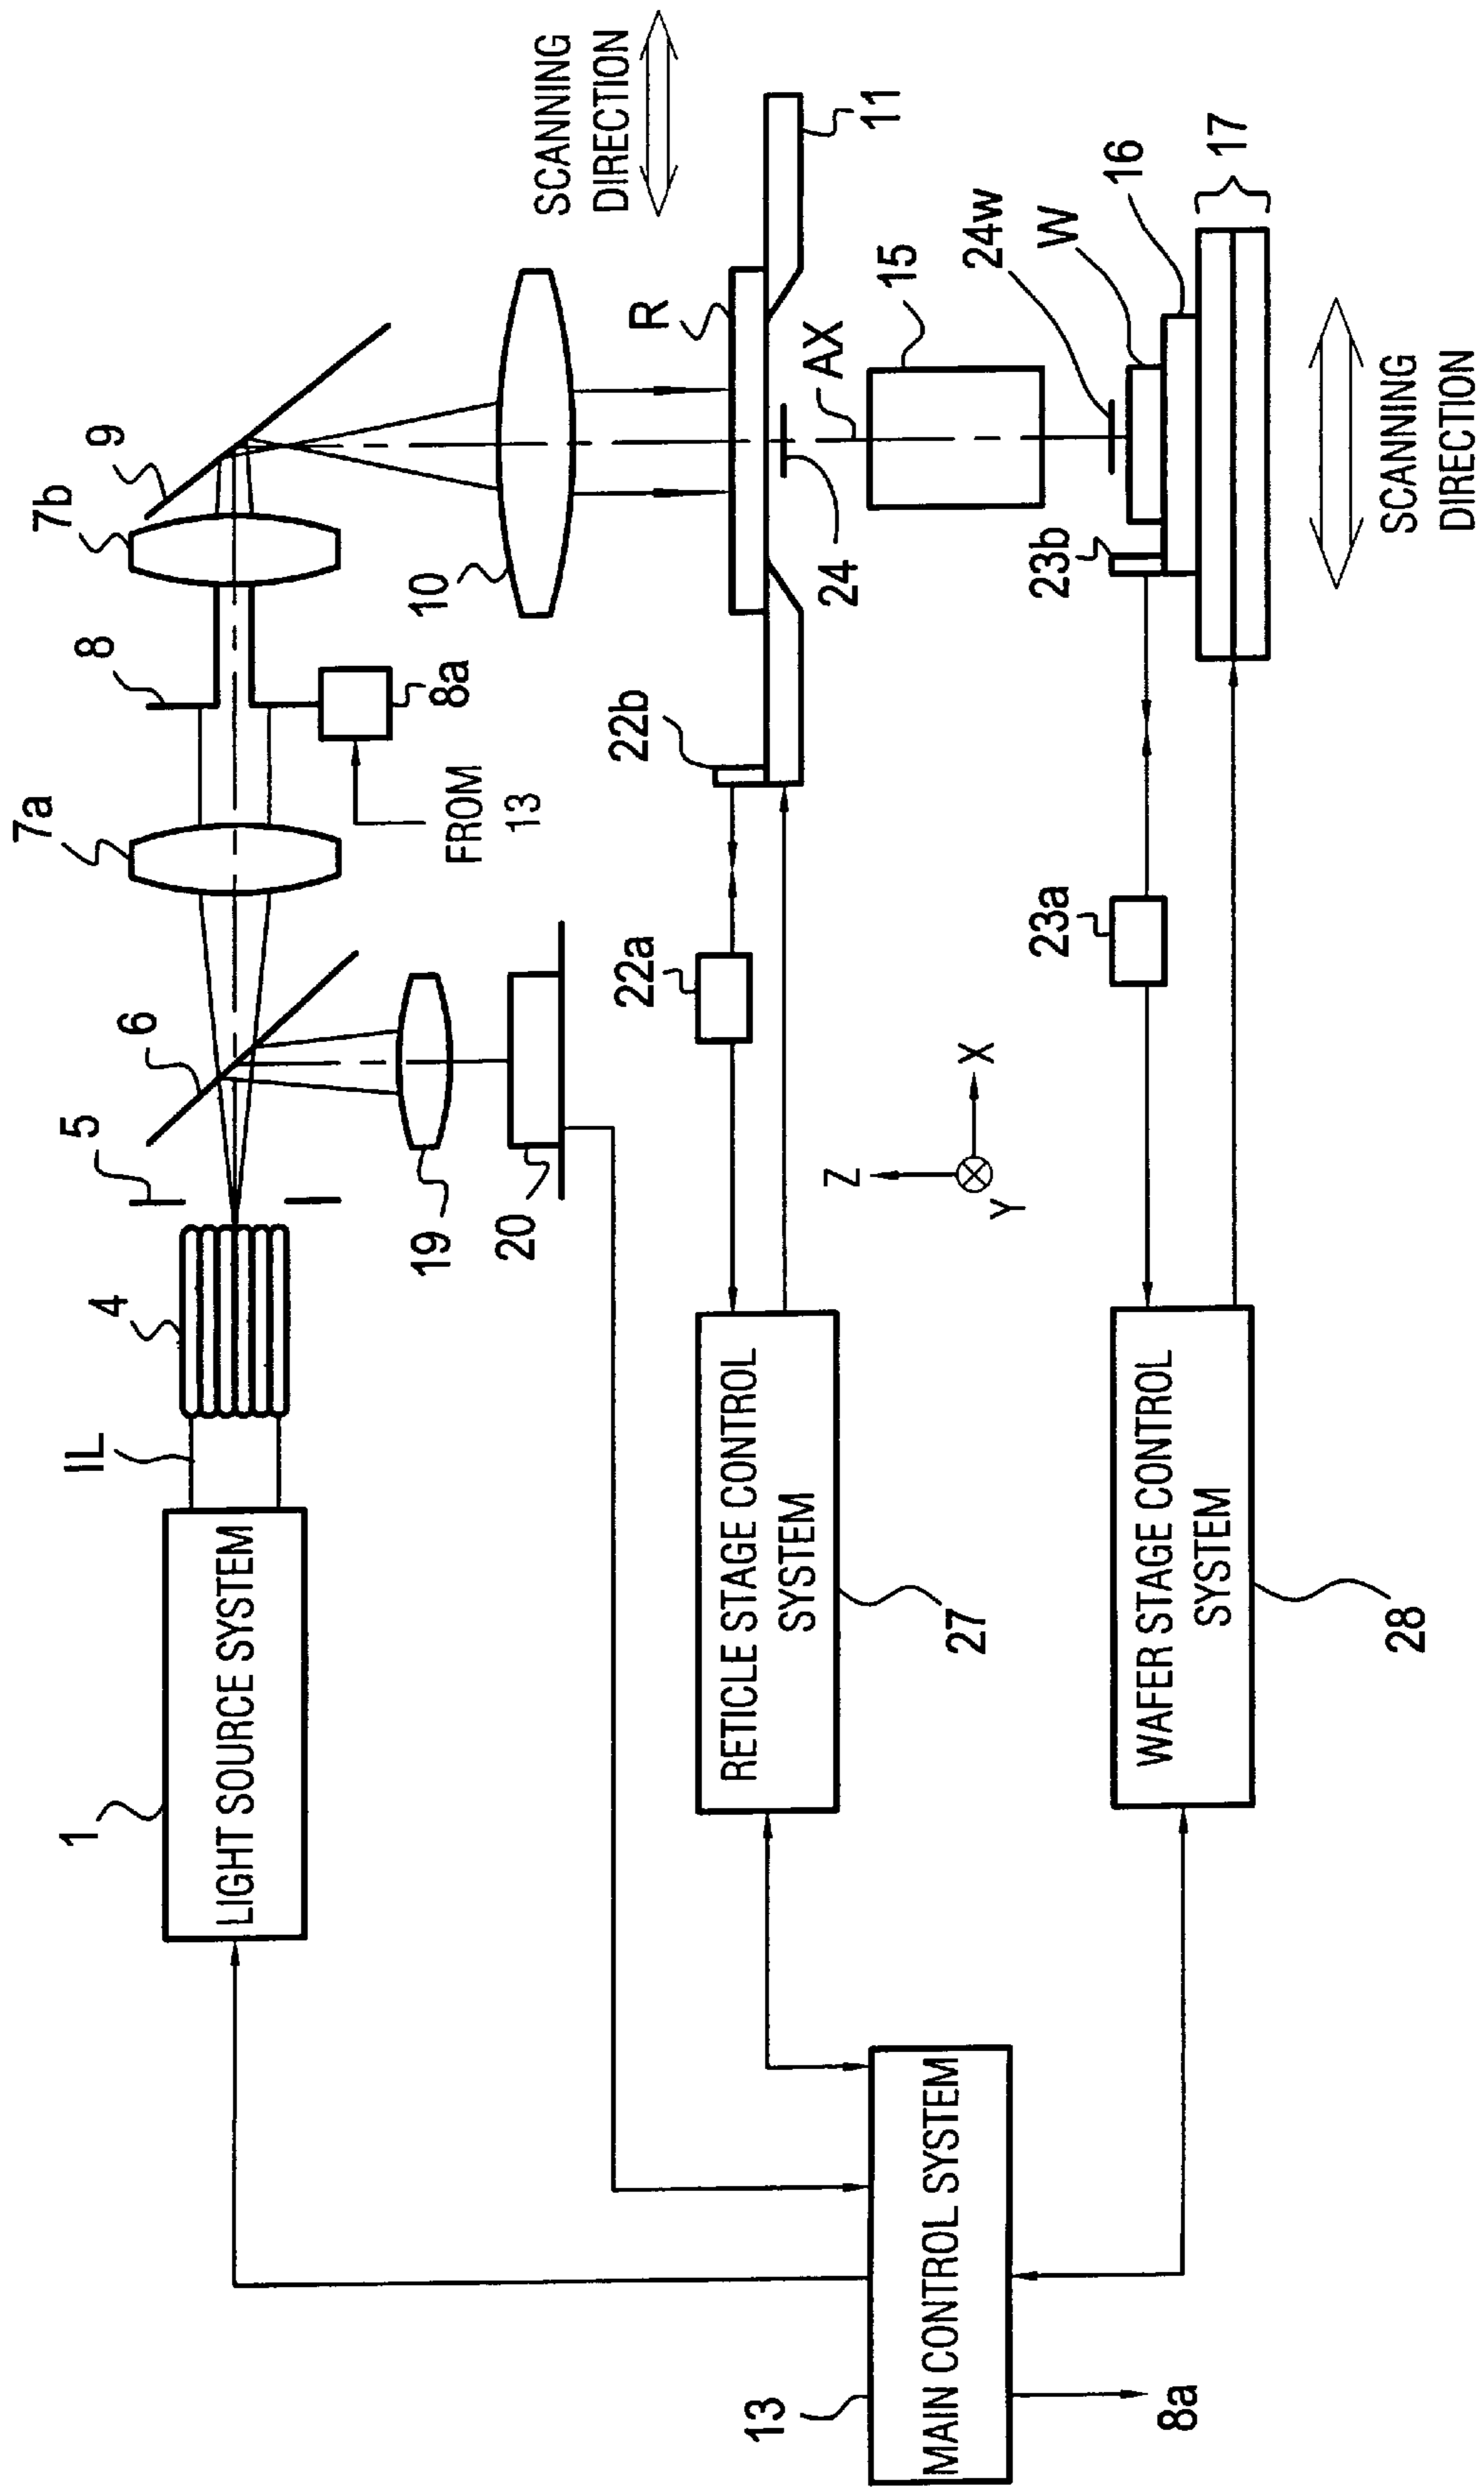 1
LIGHT SOURCE SYSTEM
IL
4
5
6
7a
8
7b
9
8a
FROM
13
10
19
20
SCANNING
DIRECTION
R
11
22a
22b
24
AX
15
RETICLE STAGE CONTROL
SYSTEM
27
Z
X
Y
23a
23b
24w
W
16
17
WAFER STAGE CONTROL
SYSTEM
28
SCANNING
DIRECTION
13
MAIN CONTROL SYSTEM
8a